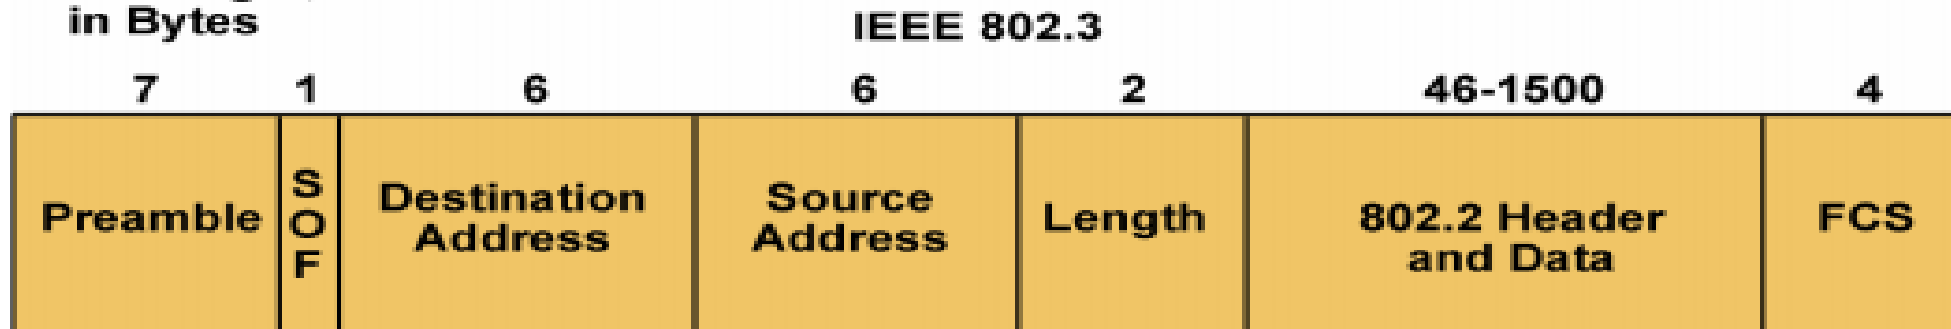 in Bytes
IEEE 802.3
7 1 6 6 2 46-1500 4
Preamble
S
O
F
Destination
Address
Source
Address
Length
802.2 Header
and Data
FCS